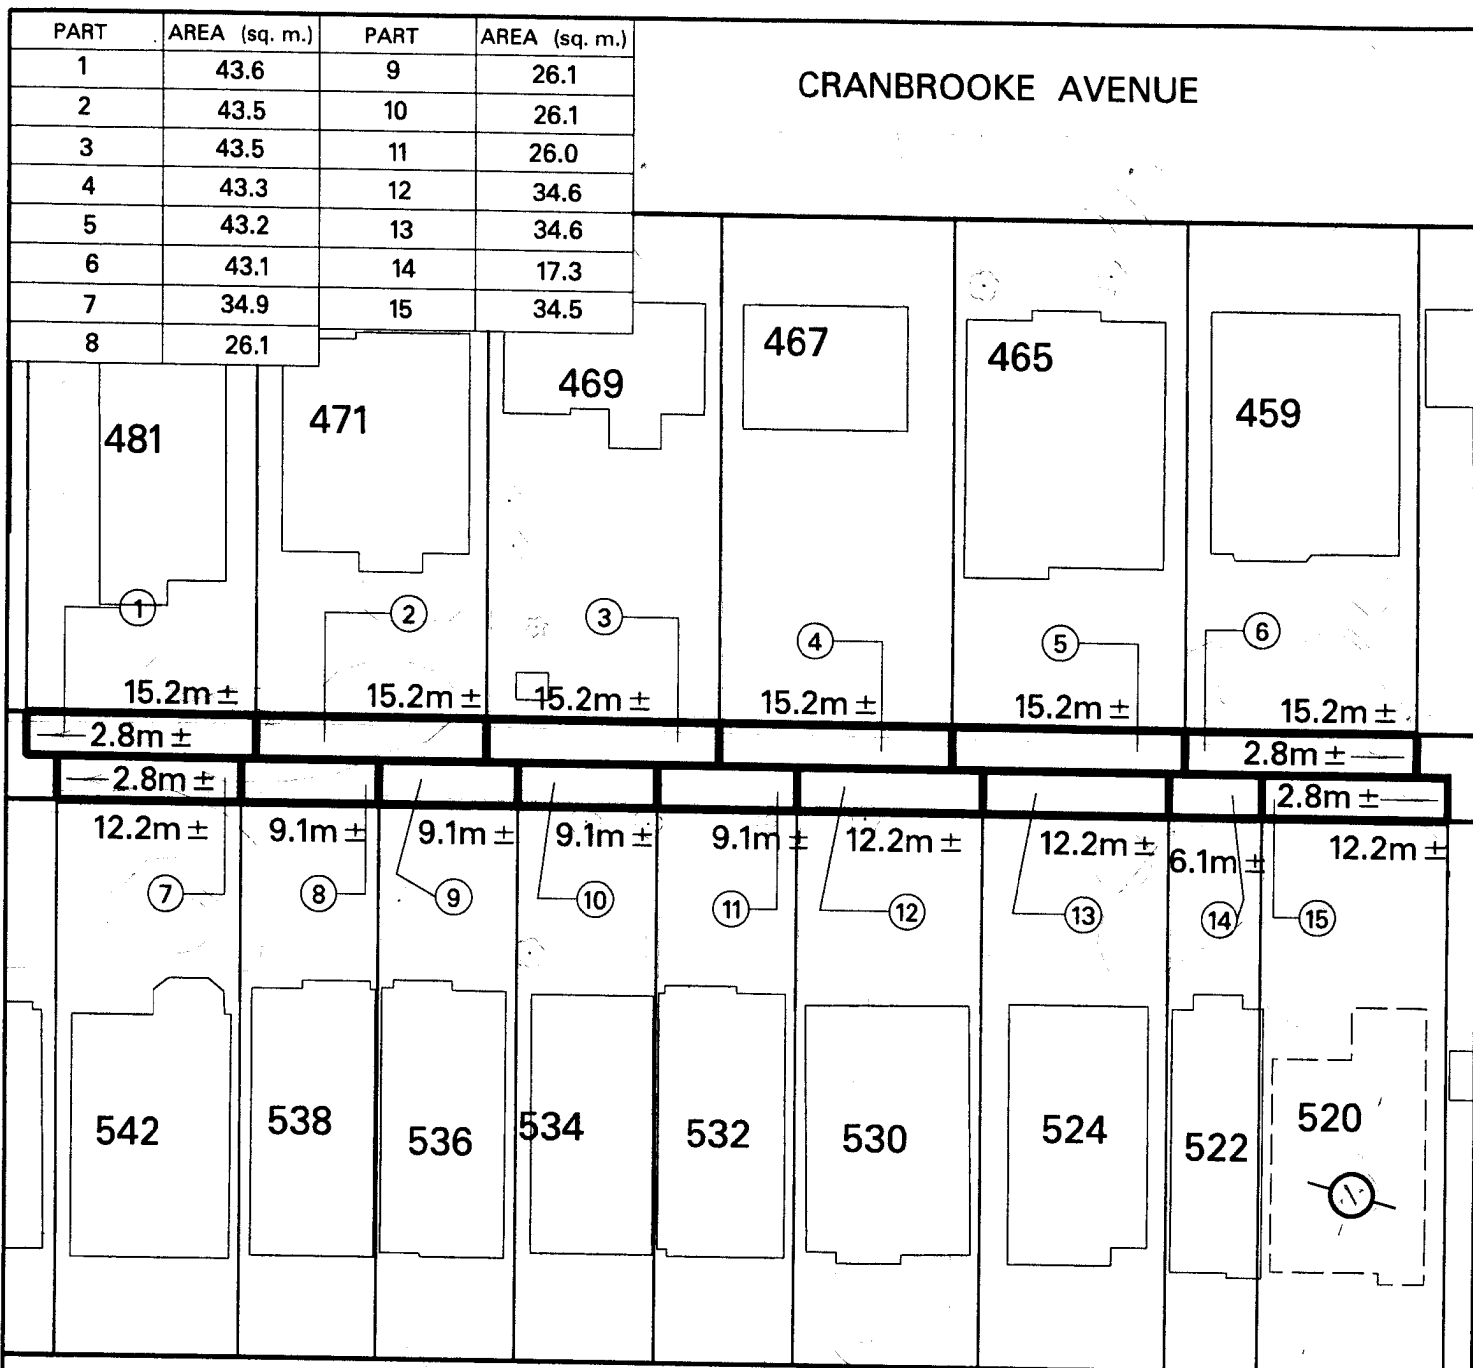 PART AREA (sq. m.) PART AREA (sq. m.)
1 43.6 9 26.1
2 43.5 10 26.1
3 43.5 11 26.0
4 43.3 12 34.6
5 43.2 13 34.6
6 43.1 14 17.3
7 34.9 15 34.5
8 26.1
CRANBROOKE AVENUE
481 471 469 467 465 459
1 2 3 4 5 6
15.2m ± 15.2m ± 15.2m ± 15.2m ± 15.2m ± 15.2m ±
2.8m ± 2.8m ±
2.8m ± 2.8m ±
12.2m ± 9.1m ± 9.1m ± 9.1m ± 9.1m ± 12.2m ± 12.2m ± 6.1m ± 12.2m ±
7 8 9 10 11 12 13 14 15
542 538 536 534 532 530 524 522 520